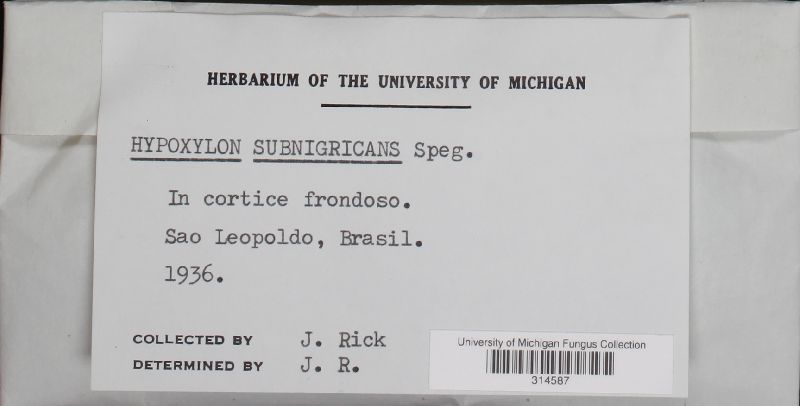 HERBARIUM OF THE UNIVERSITY OF MICHIGAN
HYPOXYLON SUBNIGRICANS Speg.
In cortice frondoso.
Sao Leopoldo, Brasil.
1936.
COLLECTED BY J. Rick
DETERMINED BY J. R.
University of Michigan Fungus Collection
314587